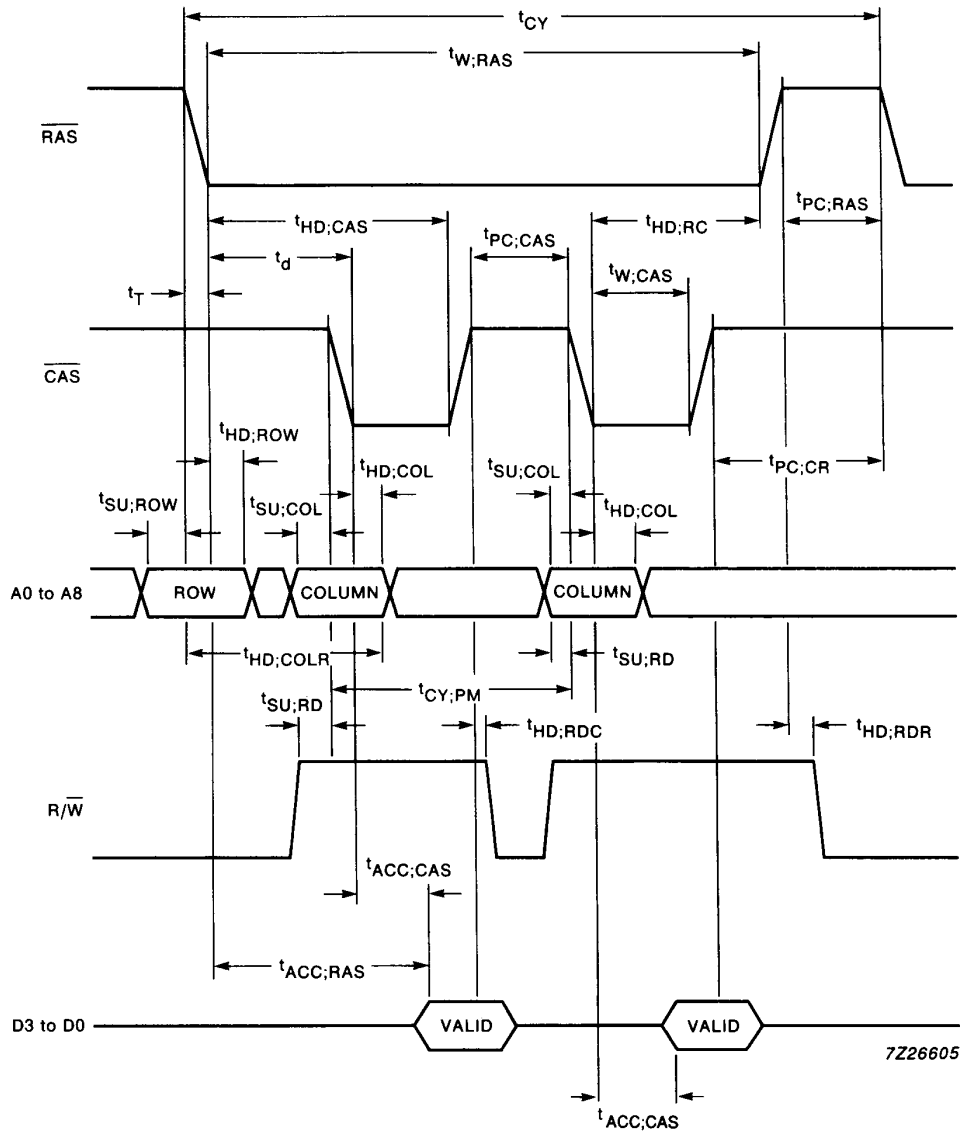 tCY
tW;RAS
RAS
tPC;RAS
tHD;CAS
tHD;RC
tPC;CAS
td
tW;CAS
tT
CAS
tHD;ROW
tPC;CR
tHD;COL
tSU;COL
tSU;ROW
tSU;COL
tHD;COL
A0 to A8
ROW
COLUMN
COLUMN
tHD;COLR
tSU;RD
tCY;PM
tSU;RD
tHD;RDC
tHD;RDR
R/W
tACC;CAS
tACC;RAS
D3 to D0
VALID
VALID
7Z26605
tACC;CAS